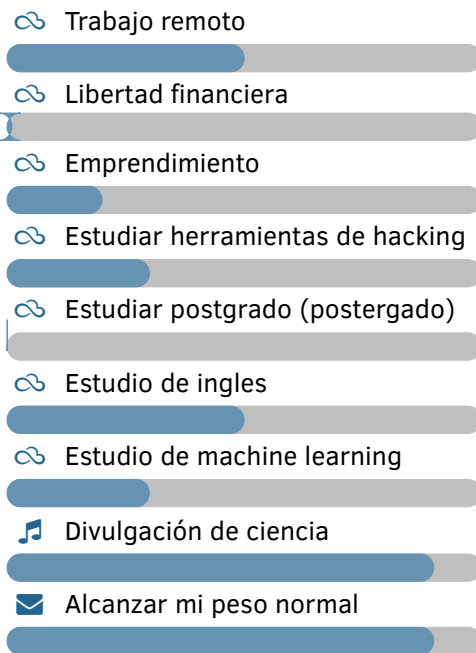 Trabajo remoto
Libertad financiera
Emprendimiento
Estudiar herramientas de hacking
Estudiar postgrado (postergado)
Estudio de ingles
Estudio de machine learning
Divulgación de ciencia
Alcanzar mi peso normal